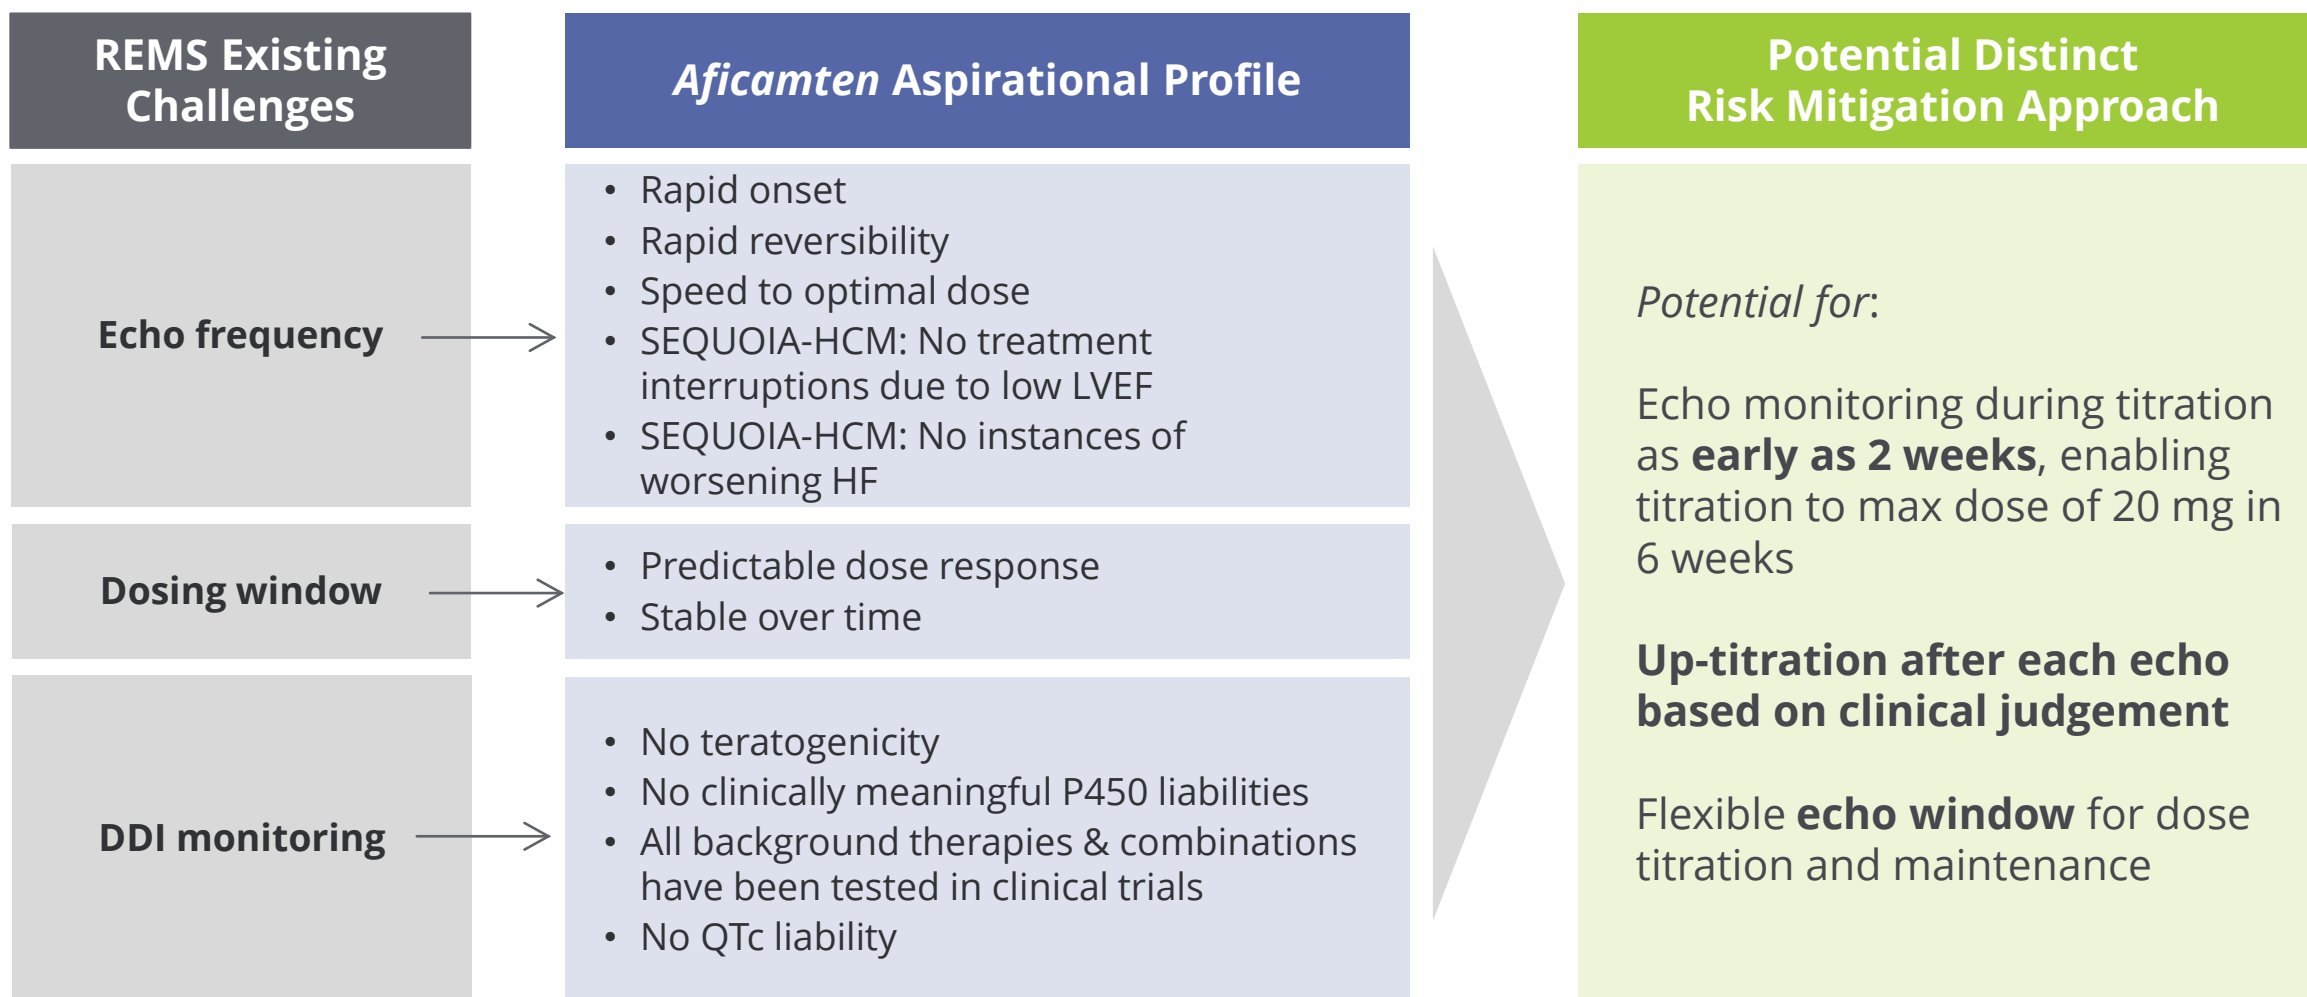 REMS Existing
Challenges
Aficamten Aspirational Profile
Potential Distinct
Risk Mitigation Approach
Echo frequency
• Rapid onset
• Rapid reversibility
• Speed to optimal dose
• SEQUOIA-HCM: No treatment
interruptions due to low LVEF
• SEQUOIA-HCM: No instances of
worsening HF
Dosing window
• Predictable dose response
• Stable over time
DDI monitoring
• No teratogenicity
• No clinically meaningful P450 liabilities
• All background therapies & combinations
have been tested in clinical trials
• No QTc liability
Potential for:
Echo monitoring during titration
as early as 2 weeks, enabling
titration to max dose of 20 mg in
6 weeks
Up-titration after each echo
based on clinical judgement
Flexible echo window for dose
titration and maintenance